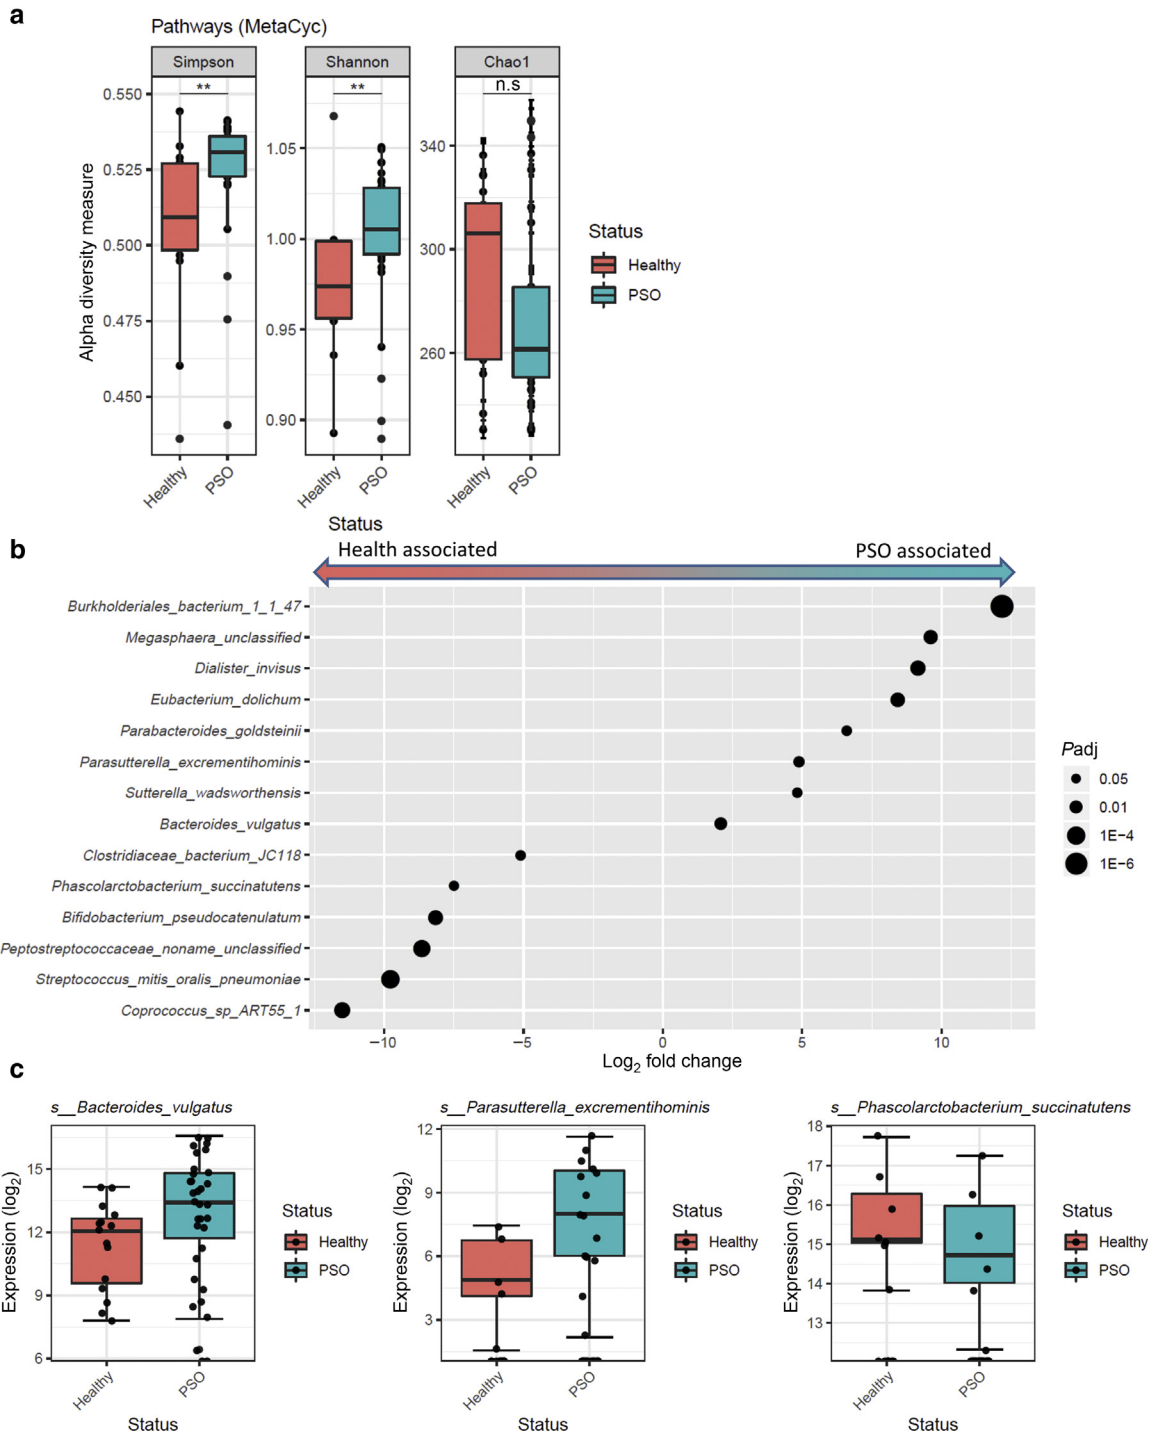 a
Pathways (MetaCyc)
Simpson
Shannon
Chao1
**
**
n.s
Alpha diversity measure
0.550
0.525
0.500
0.475
0.450
1.05
1.00
0.95
0.90
340
300
260
Healthy
PSO
Healthy
PSO
Healthy
PSO
Status
Status
Healthy
PSO
b
Health associated
PSO associated
Burkholderiales_bacterium_1_1_47
Megasphaera_unclassified
Dialister_invisus
Eubacterium_dolichum
Parabacteroides_goldsteinii
Parasutterella_excrementihominis
Sutterella_wadsworthensis
Bacteroides_vulgatus
Clostridiaceae_bacterium_JC118
Phascolarctobacterium_succinatutens
Bifidobacterium_pseudocatenulatum
Peptostreptococcaceae_noname_unclassified
Streptococcus_mitis_oralis_pneumoniae
Coprococcus_sp_ART55_1
−10
−5
0
5
10
Log2 fold change
Padj
0.05
0.01
1E−4
1E−6
c
s__Bacteroides_vulgatus
Expression (log2)
15
12
9
6
Healthy
PSO
Status
Status
Healthy
PSO
s__Parasutterella_excrementihominis
Expression (log2)
12
9
6
3
Healthy
PSO
Status
Status
Healthy
PSO
s__Phascolarctobacterium_succinatutens
Expression (log2)
18
17
16
15
14
13
Healthy
PSO
Status
Status
Healthy
PSO